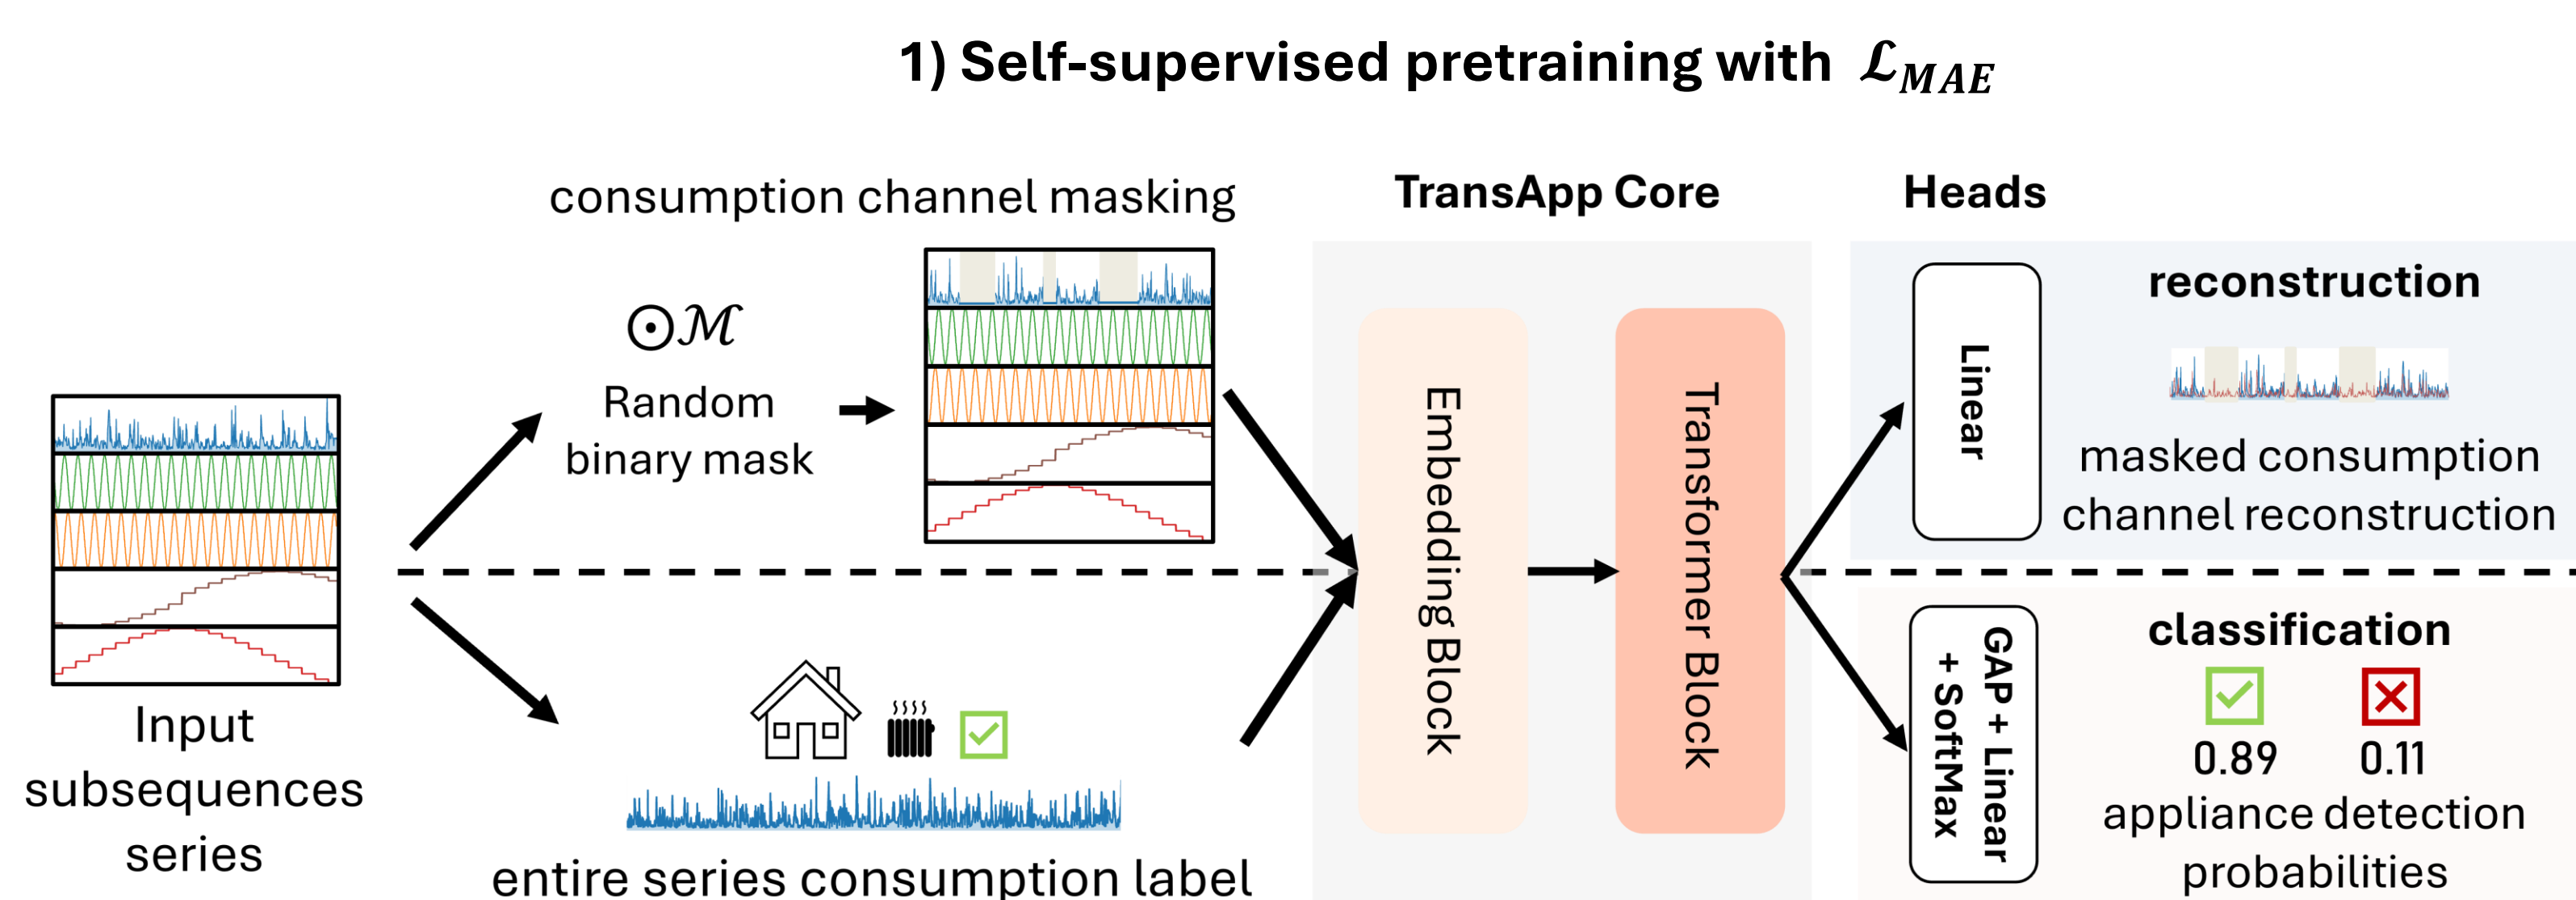 1) Self-supervised pretraining with ℒ_MAE
consumption channel masking
TransApp Core
Heads
⊙ℳ
Random
binary mask
Input
subsequences
series
entire series consumption label
Embedding Block
Transformer Block
Linear
reconstruction
masked consumption
channel reconstruction
GAP + Linear
+ SoftMax
classification
0.89 0.11
appliance detection
probabilities